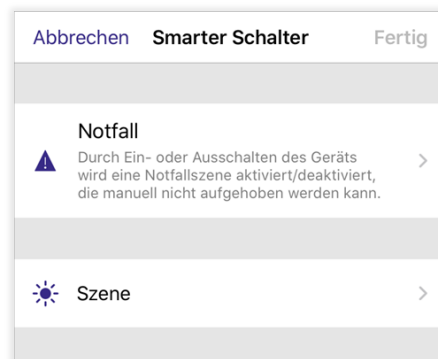 Abbrechen Smarter Schalter Fertig
Notfall
Durch Ein- oder Ausschalten des Geräts
wird eine Notfallszene aktiviert/deaktiviert,
die manuell nicht aufgehoben werden kann.
Szene